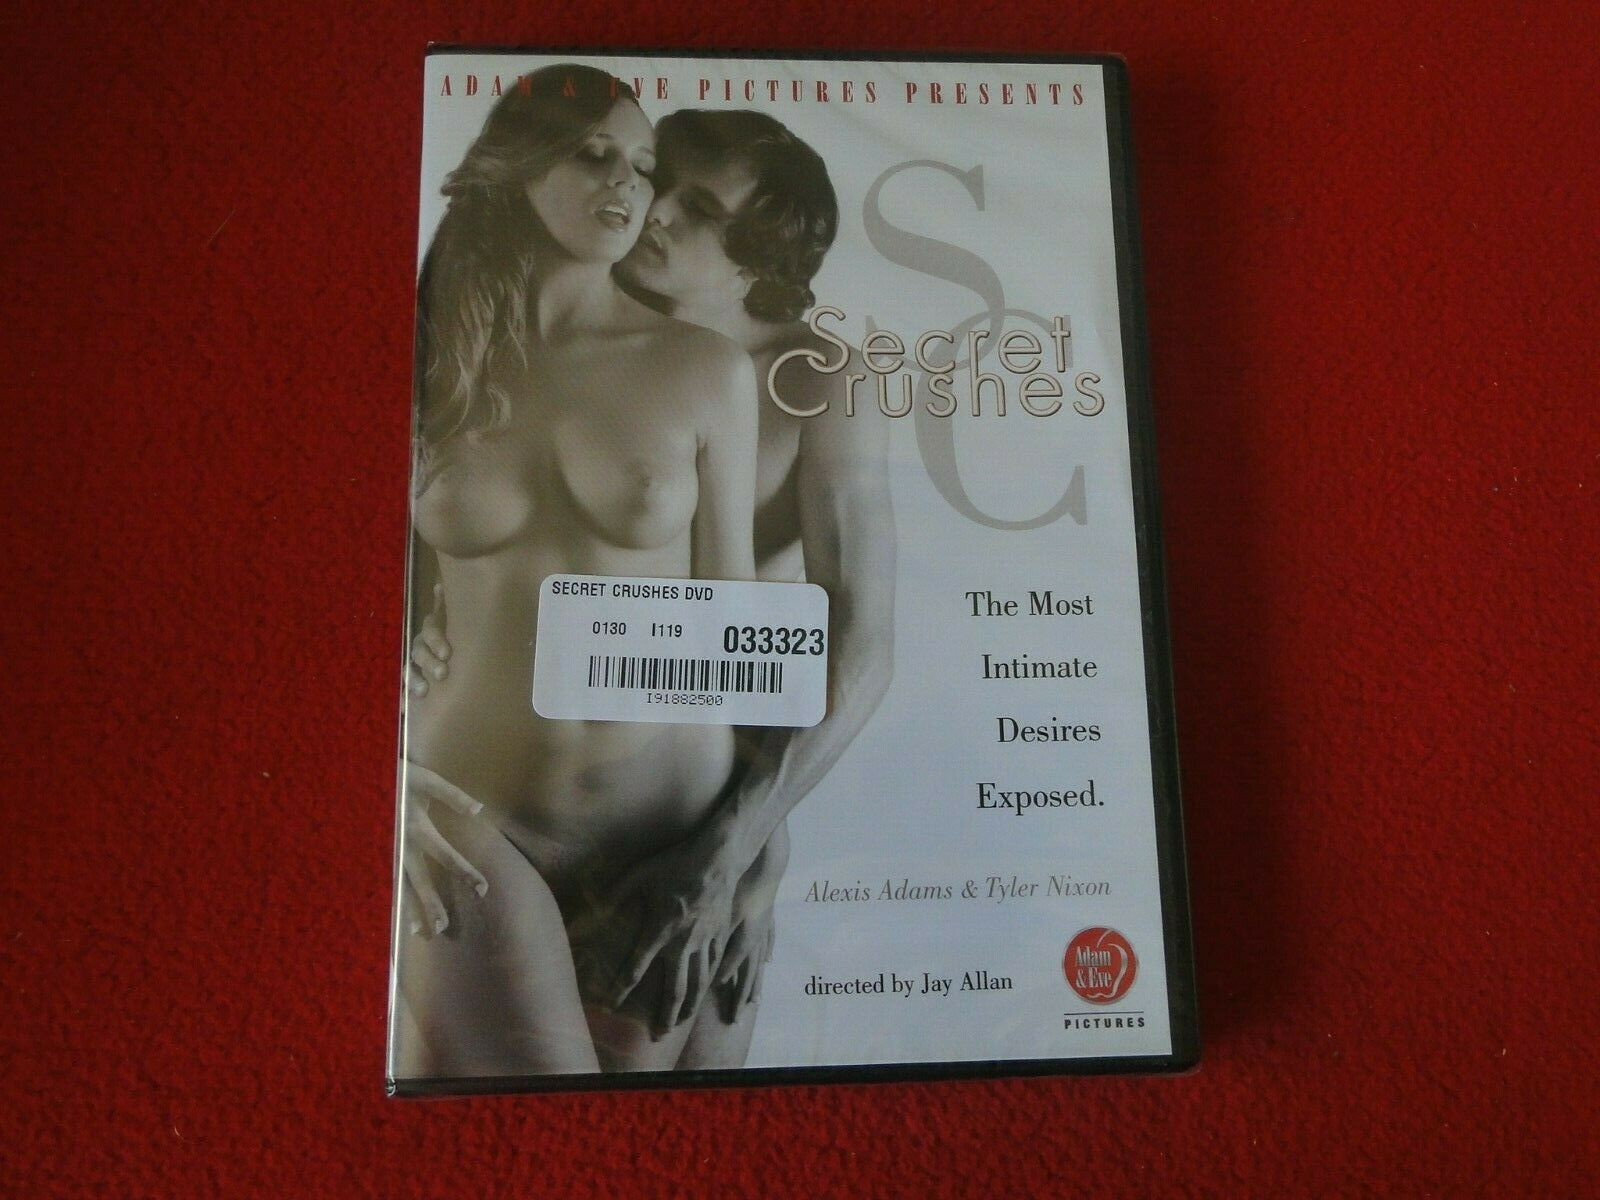 ADAM & EVE PICTURES PRESENTS
S
C
Secret
Crushes
SECRET CRUSHES DVD
0130 I119 033323
I91882500
The Most
Intimate
Desires
Exposed.
Alexis Adams & Tyler Nixon
directed by Jay Allan
Adam
& Eve
PICTURES